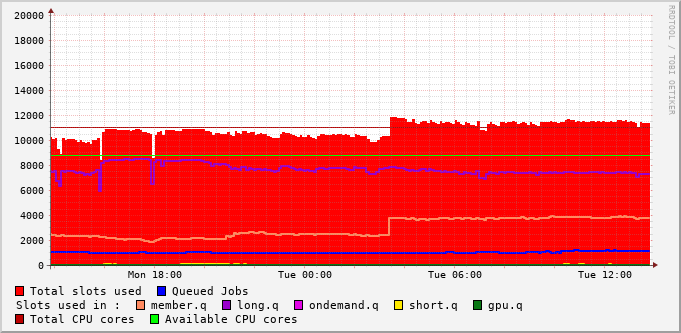 RRDTOOL / TOBI OETIKER
20000
18000
16000
14000
12000
10000
8000
6000
4000
2000
0
Mon 18:00 Tue 00:00 Tue 06:00 Tue 12:00
Total slots used Queued Jobs
Slots used in : member.q long.q ondemand.q short.q gpu.q
Total CPU cores Available CPU cores